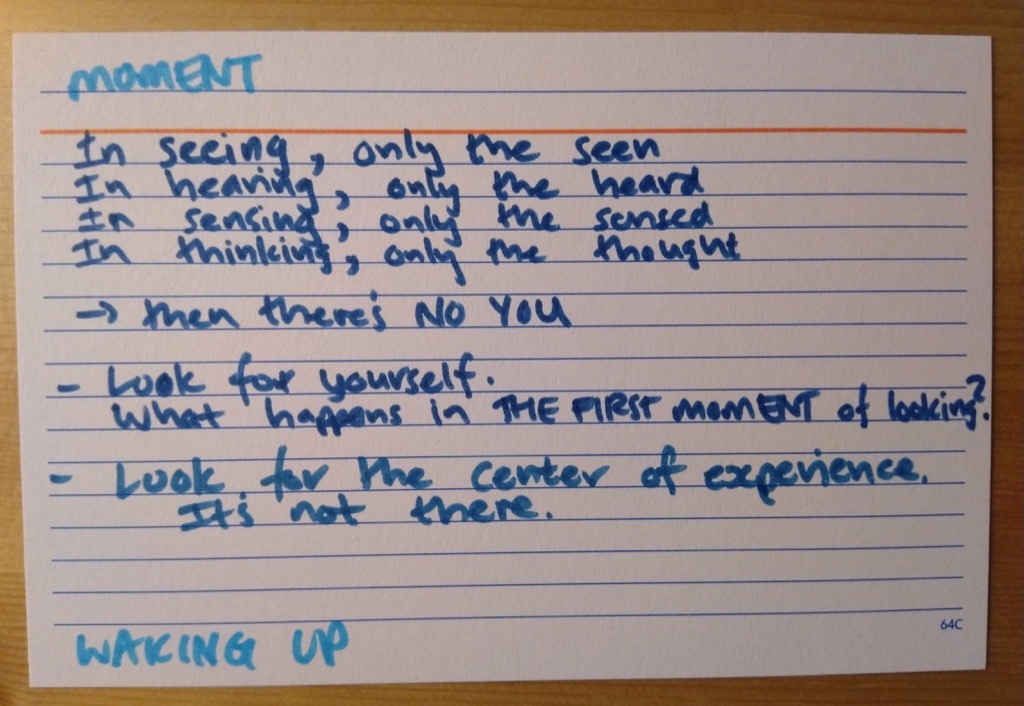 MOMENT
In seeing, only the seen
In hearing, only the heard
In sensing, only the sensed
In thinking, only the thought
→ then there's NO YOU
- Look for yourself.
What happens in THE FIRST MOMENT of looking?
- Look for the center of experience.
It's not there.
64C
WAKING UP